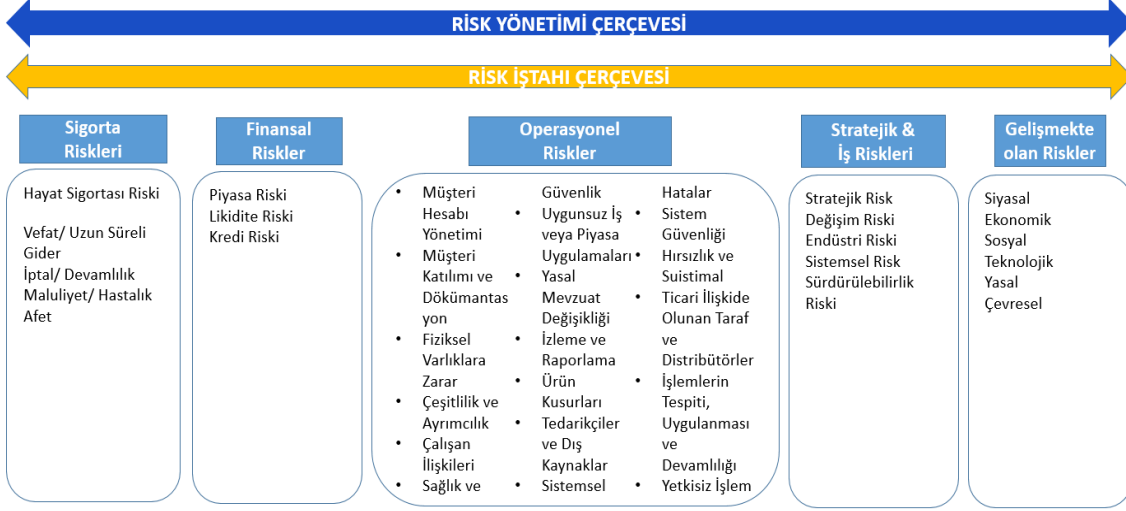 RİSK YÖNETİMİ ÇERÇEVESİ
RİSK İŞTAHI ÇERÇEVESİ
Sigorta
Riskleri
Hayat Sigortası Riski
Vefat/ Uzun Süreli
Gider
İptal/ Devamlılık
Maluliyet/ Hastalık
Afet
Finansal
Riskler
Piyasa Riski
Likidite Riski
Kredi Riski
Operasyonel
Riskler
• Müşteri
Hesabı
Yönetimi
• Müşteri
Katılımı ve
Dökümantas
yon
• Fiziksel
Varlıklara
Zarar
• Çeşitlilik ve
Ayrımcılık
• Çalışan
İlişkileri
• Sağlık ve
Güvenlik
• Uygunsuz İş
veya Piyasa
Uygulamaları
• Yasal
Mevzuat
Değişikliği
• İzleme ve
Raporlama
• Ürün
Kusurları
• Tedarikçiler
ve Dış
Kaynaklar
• Sistemsel
Hatalar
• Sistem
Güvenliği
• Hırsızlık ve
Suistimal
• Ticari İlişkide
Olunan Taraf
ve
Distribütörler
• İşlemlerin
Tespiti,
Uygulanması
ve
Devamlılığı
• Yetkisiz İşlem
Stratejik &
İş Riskleri
Stratejik Risk
Değişim Riski
Endüstri Riski
Sistemsel Risk
Sürdürülebilirlik
Riski
Gelişmekte
olan Riskler
Siyasal
Ekonomik
Sosyal
Teknolojik
Yasal
Çevresel